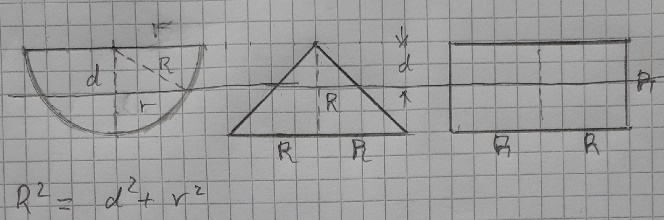 r
d R d
r R R
R R R R
R² = d² + r²